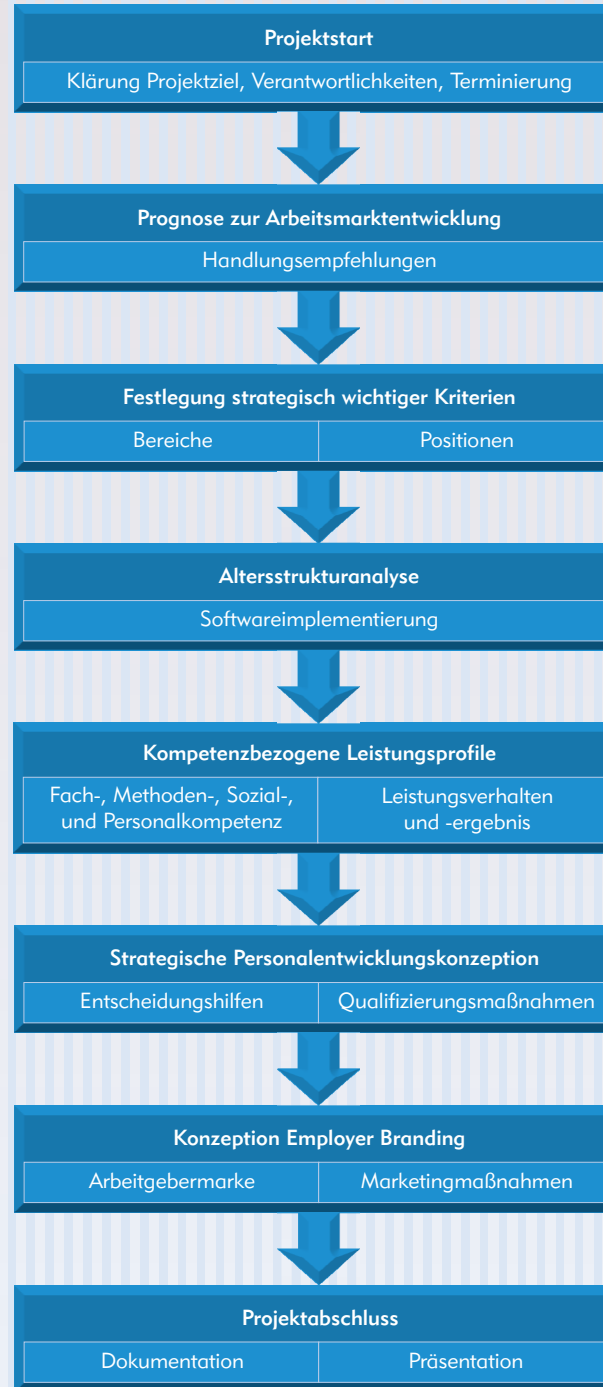 Projektstart
Klärung Projektziel, Verantwortlichkeiten, Terminierung
Prognose zur Arbeitsmarktentwicklung
Handlungsempfehlungen
Festlegung strategisch wichtiger Kriterien
Bereiche
Positionen
Altersstrukturanalyse
Softwareimplementierung
Kompetenzbezogene Leistungsprofile
Fach-, Methoden-, Sozial-,
und Personalkompetenz
Leistungsverhalten
und -ergebnis
Strategische Personalentwicklungskonzeption
Entscheidungshilfen
Qualifizierungsmaßnahmen
Konzeption Employer Branding
Arbeitgebermarke
Marketingmaßnahmen
Projektabschluss
Dokumentation
Präsentation